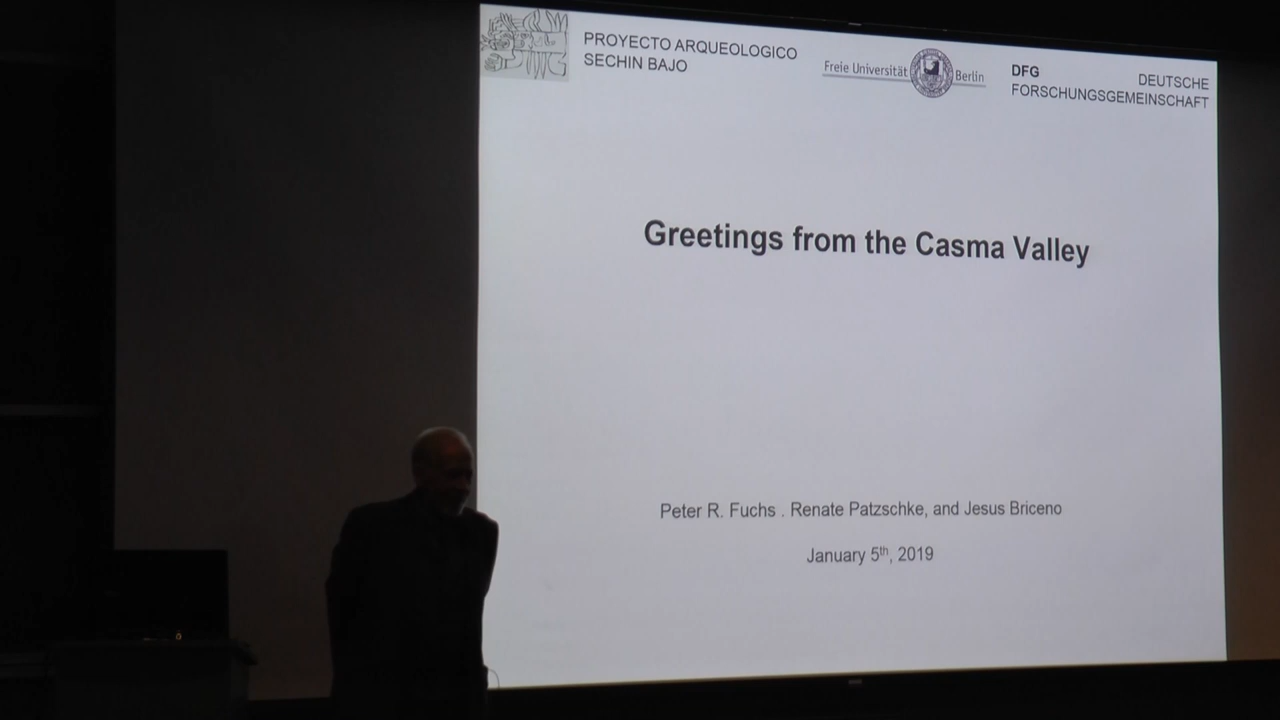 PROYECTO ARQUEOLOGICO
SECHIN BAJO
Freie Universität Berlin
DFG DEUTSCHE
FORSCHUNGSGEMEINSCHAFT
Greetings from the Casma Valley
Peter R. Fuchs . Renate Patzschke, and Jesus Briceno
January 5th, 2019